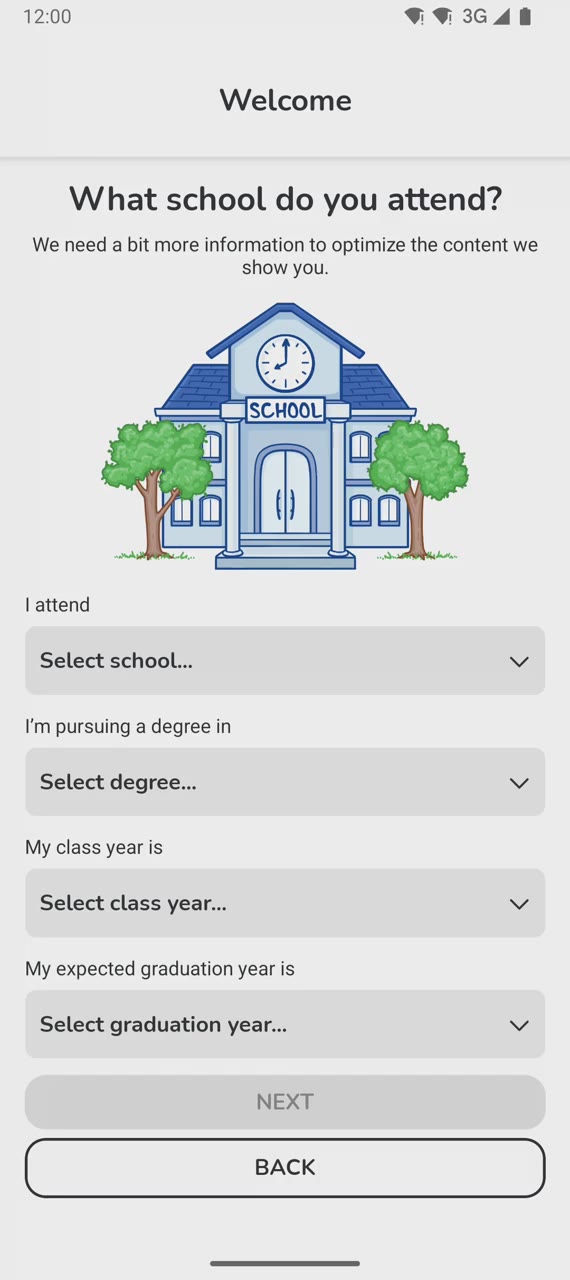 12:00
3G
Welcome
What school do you attend?
We need a bit more information to optimize the content we
show you.
SCHOOL
I attend
Select school...
I’m pursuing a degree in
Select degree...
My class year is
Select class year...
My expected graduation year is
Select graduation year...
NEXT
BACK